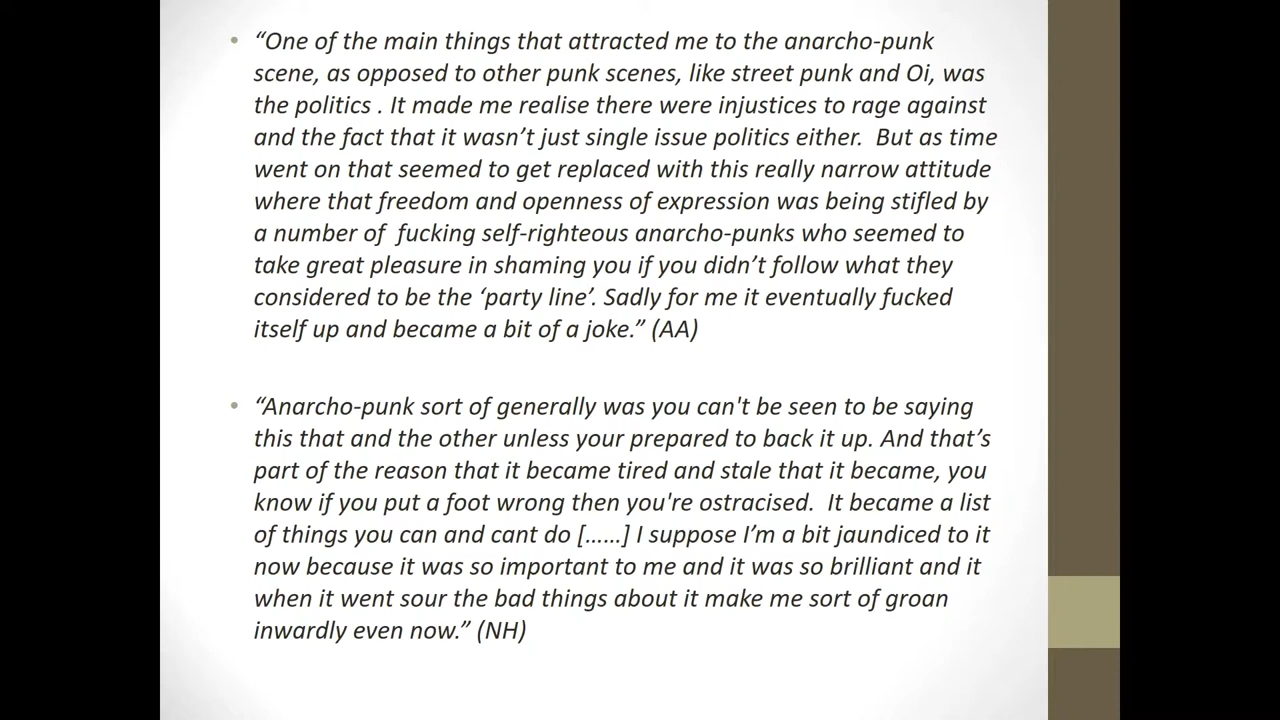 “One of the main things that attracted me to the anarcho-punk
scene, as opposed to other punk scenes, like street punk and Oi, was
the politics . It made me realise there were injustices to rage against
and the fact that it wasn’t just single issue politics either.  But as time
went on that seemed to get replaced with this really narrow attitude
where that freedom and openness of expression was being stifled by
a number of  fucking self-righteous anarcho-punks who seemed to
take great pleasure in shaming you if you didn’t follow what they
considered to be the ‘party line’. Sadly for me it eventually fucked
itself up and became a bit of a joke.” (AA)
“Anarcho-punk sort of generally was you can't be seen to be saying
this that and the other unless your prepared to back it up. And that’s
part of the reason that it became tired and stale that it became, you
know if you put a foot wrong then you're ostracised.  It became a list
of things you can and cant do [……] I suppose I’m a bit jaundiced to it
now because it was so important to me and it was so brilliant and it
when it went sour the bad things about it make me sort of groan
inwardly even now.” (NH)